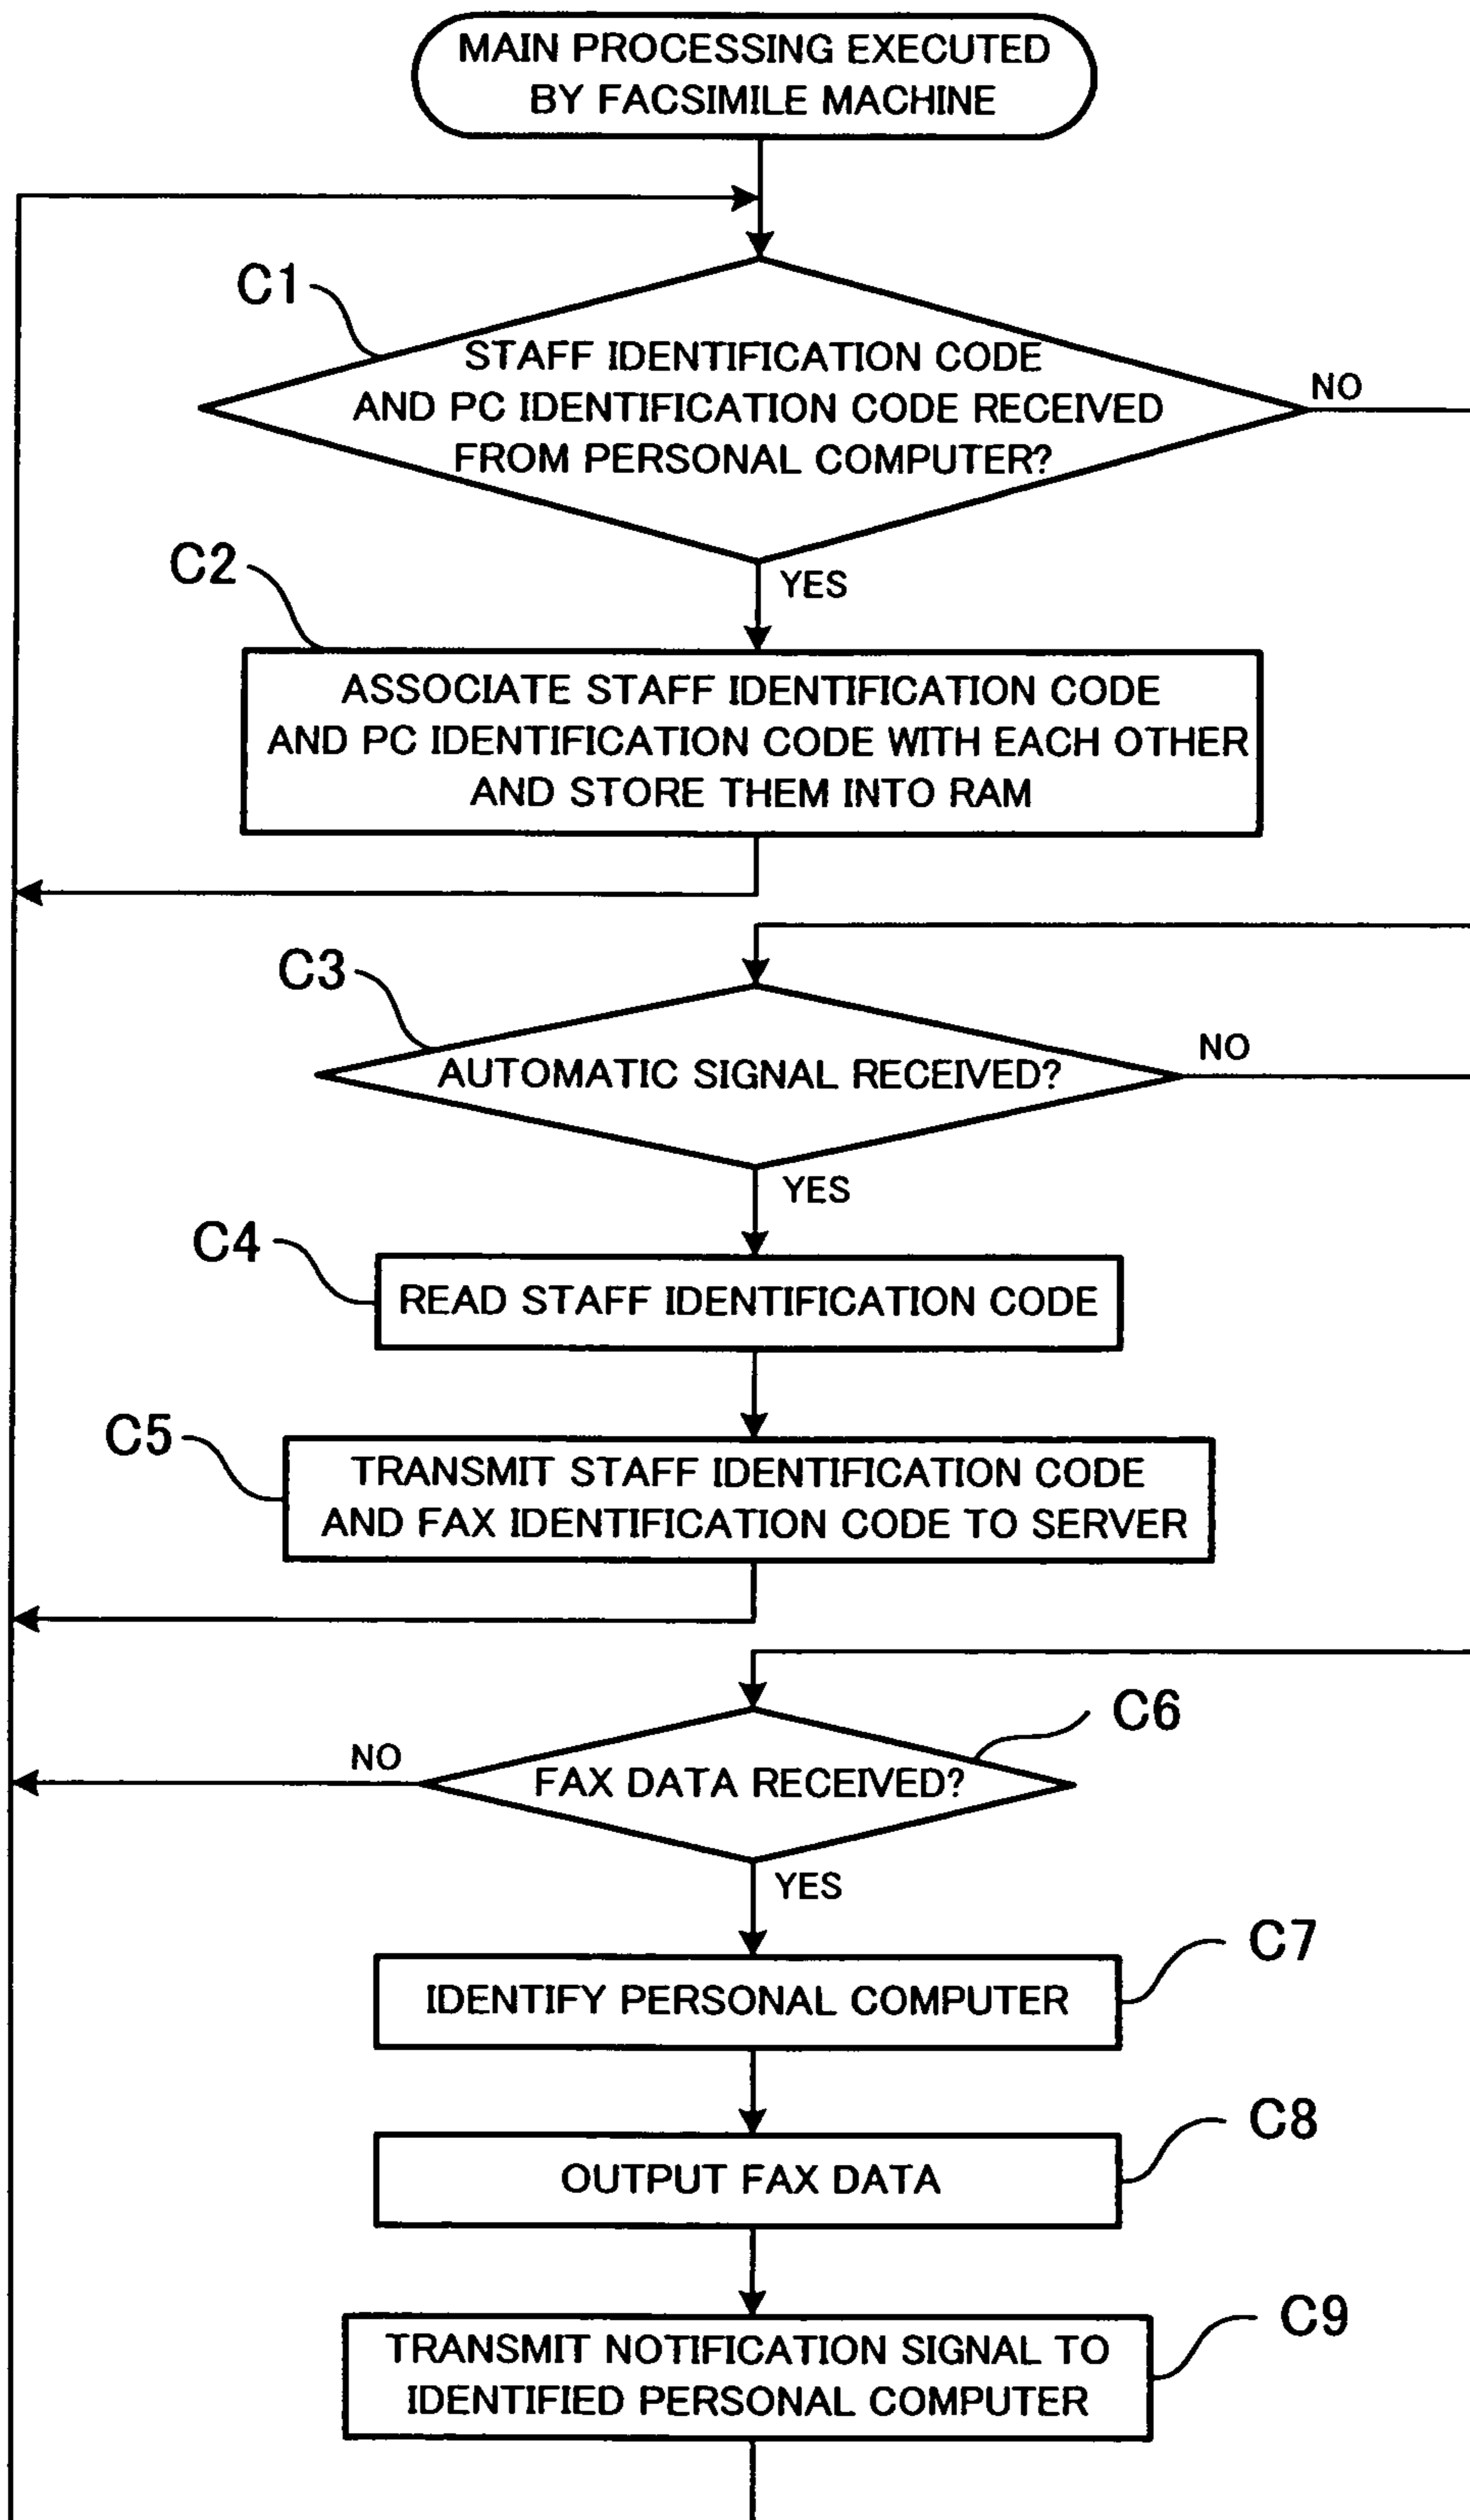 MAIN PROCESSING EXECUTED
BY FACSIMILE MACHINE
C1
STAFF IDENTIFICATION CODE
AND PC IDENTIFICATION CODE RECEIVED
FROM PERSONAL COMPUTER?
NO
YES
C2
ASSOCIATE STAFF IDENTIFICATION CODE
AND PC IDENTIFICATION CODE WITH EACH OTHER
AND STORE THEM INTO RAM
C3
AUTOMATIC SIGNAL RECEIVED?
NO
YES
C4
READ STAFF IDENTIFICATION CODE
C5
TRANSMIT STAFF IDENTIFICATION CODE
AND FAX IDENTIFICATION CODE TO SERVER
C6
NO
FAX DATA RECEIVED?
YES
C7
IDENTIFY PERSONAL COMPUTER
C8
OUTPUT FAX DATA
C9
TRANSMIT NOTIFICATION SIGNAL TO
IDENTIFIED PERSONAL COMPUTER